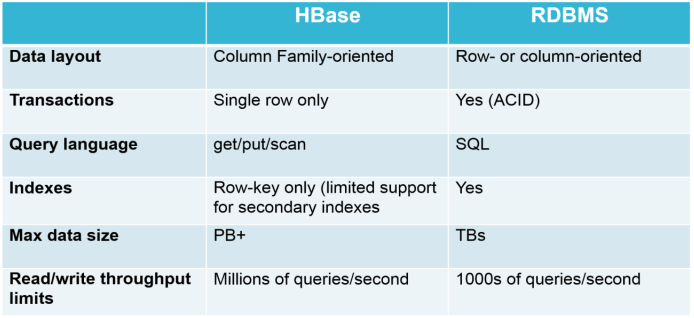 HBase RDBMS
Data layout Column Family-oriented Row- or column-oriented
Transactions Single row only Yes (ACID)
Query language get/put/scan SQL
Indexes Row-key only (limited support Yes
for secondary indexes
Max data size PB+ TBs
Read/write throughput Millions of queries/second 1000s of queries/second
limits